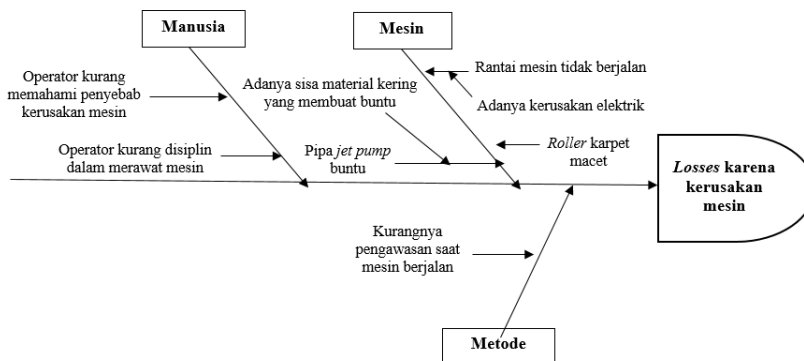 Manusia
Mesin
Operator kurang
memahami penyebab
kerusakan mesin
Adanya sisa material kering
yang membuat buntu
Rantai mesin tidak berjalan
Adanya kerusakan elektrik
Operator kurang disiplin
dalam merawat mesin
Pipa jet pump
buntu
Roller karpet
macet
Losses karena
kerusakan
mesin
Kurangnya
pengawasan saat
mesin berjalan
Metode